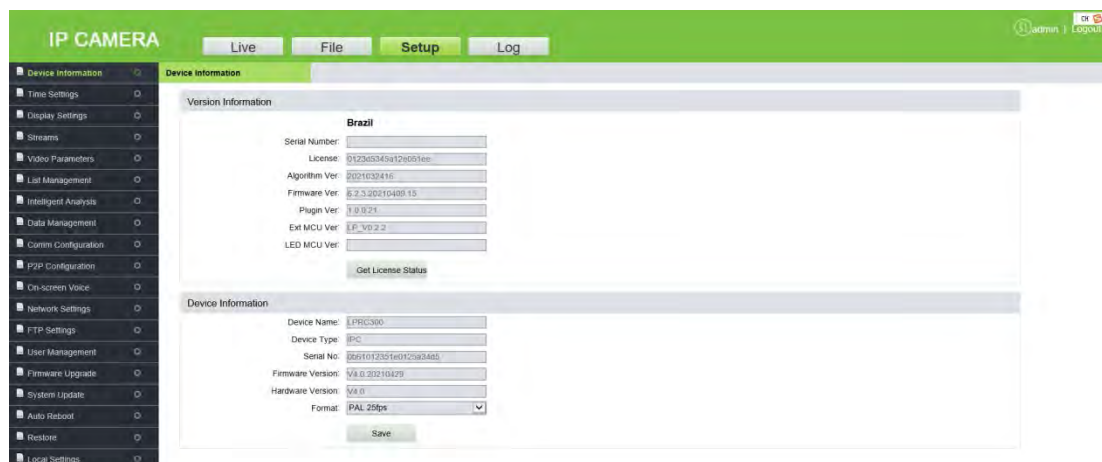 CH
IP CAMERA
Live
File
Setup
Log
admin | Logout
Device Information
Time Settings
Display Settings
Streams
Video Parameters
List Management
Intelligent Analysis
Data Management
Comm Configuration
P2P Configuration
On-screen Voice
Network Settings
FTP Settings
User Management
Firmware Upgrade
System Update
Auto Reboot
Restore
Local Settings
Device Information
Version Information
Brazil
Serial Number:
License:
Algorithm Ver: 2021032416
Firmware Ver: 6.2.3.20210409.15
Plugin Ver: 1.0.0.21
Ext MCU Ver: LP_V0.2.2
LED MCU Ver:
Get License Status
Device Information
Device Name: LPRC300
Device Type: IPC
Serial No:
Firmware Version: V4.0.20210429
Hardware Version: V4.0
Format: PAL 25fps
Save